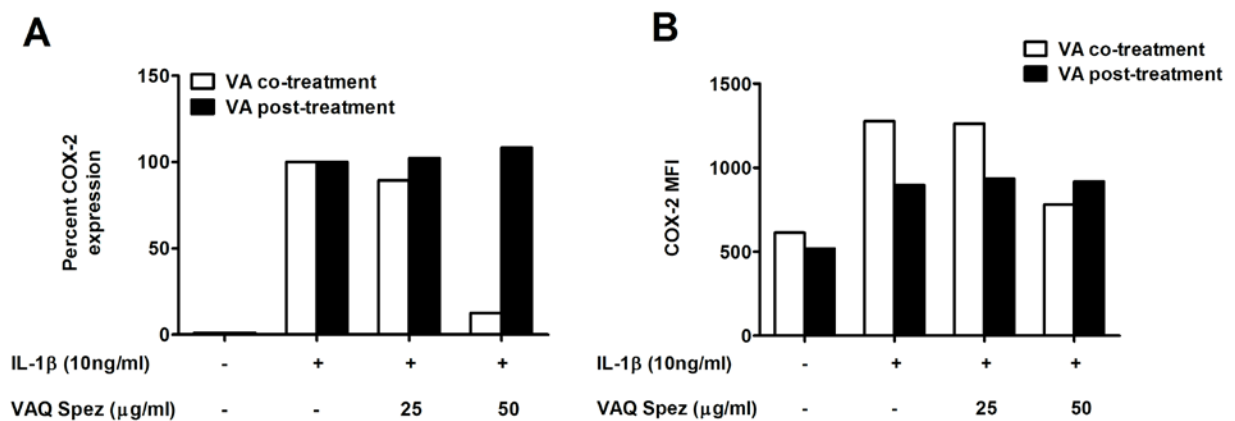 A
B
VA co-treatment
VA post-treatment
VA co-treatment
VA post-treatment
Percent COX-2
expression
150
100
50
0
COX-2 MFI
1500
1000
500
0
IL-1β (10ng/ml) - + + +
VAQ Spez (μg/ml) - - 25 50
IL-1β (10ng/ml) - + + +
VAQ Spez (μg/ml) - - 25 50